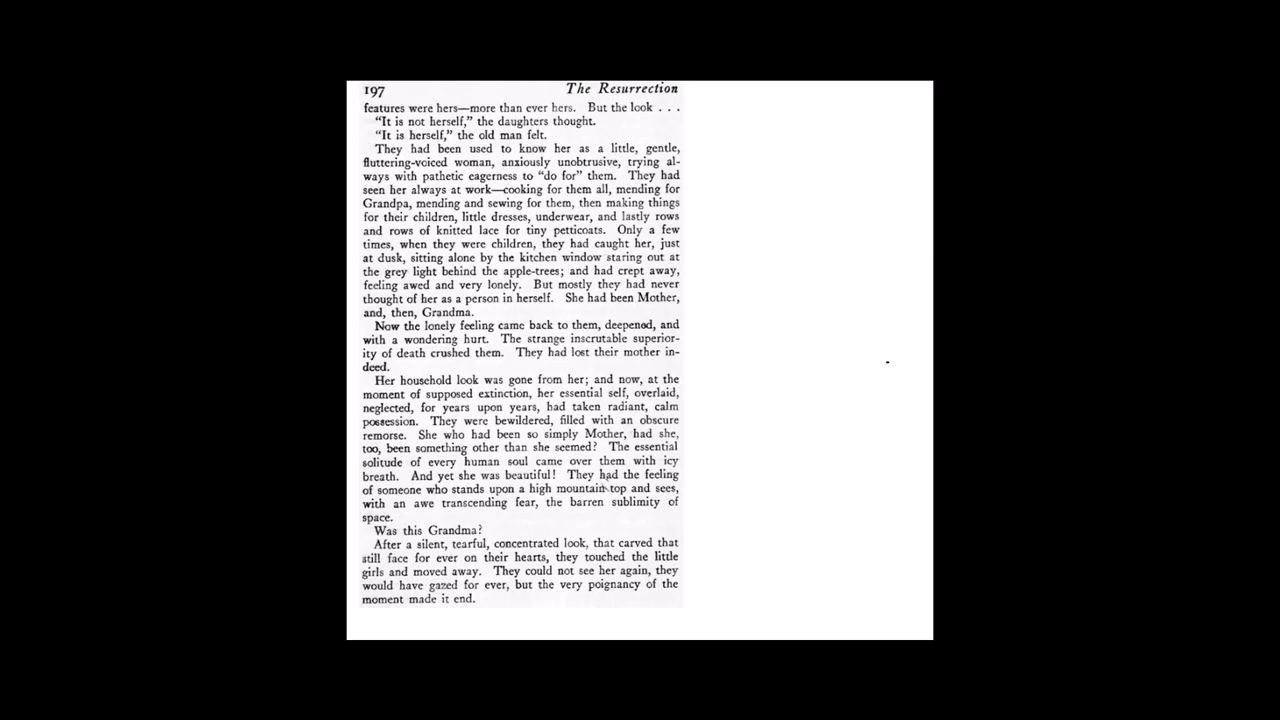 197 The Resurrection
features were hers—more than ever hers. But the look . . .
“It is not herself,” the daughters thought.
“It is herself,” the old man felt.
They had been used to know her as a little, gentle,
fluttering-voiced woman, anxiously unobtrusive, trying al-
ways with pathetic eagerness to “do for” them. They had
seen her always at work—cooking for them all, mending for
Grandpa, mending and sewing for them, then making things
for their children, little dresses, underwear, and lastly rows
and rows of knitted lace for tiny petticoats. Only a few
times, when they were children, they had caught her, just
at dusk, sitting alone by the kitchen window staring out at
the grey light behind the apple-trees; and had crept away,
feeling awed and very lonely. But mostly they had never
thought of her as a person in herself. She had been Mother,
and, then, Grandma.
Now the lonely feeling came back to them, deepened, and
with a wondering hurt. The strange inscrutable superior-
ity of death crushed them. They had lost their mother in-
deed.
Her household look was gone from her; and now, at the
moment of supposed extinction, her essential self, overlaid,
neglected, for years upon years, had taken radiant, calm
possession. They were bewildered, filled with an obscure
remorse. She who had been so simply Mother, had she,
too, been something other than she seemed? The essential
solitude of every human soul came over them with icy
breath. And yet she was beautiful! They had the feeling
of someone who stands upon a high mountain top and sees,
with an awe transcending fear, the barren sublimity of
space.
Was this Grandma?
After a silent, tearful, concentrated look, that carved that
still face for ever on their hearts, they touched the little
girls and moved away. They could not see her again, they
would have gazed for ever, but the very poignancy of the
moment made it end.